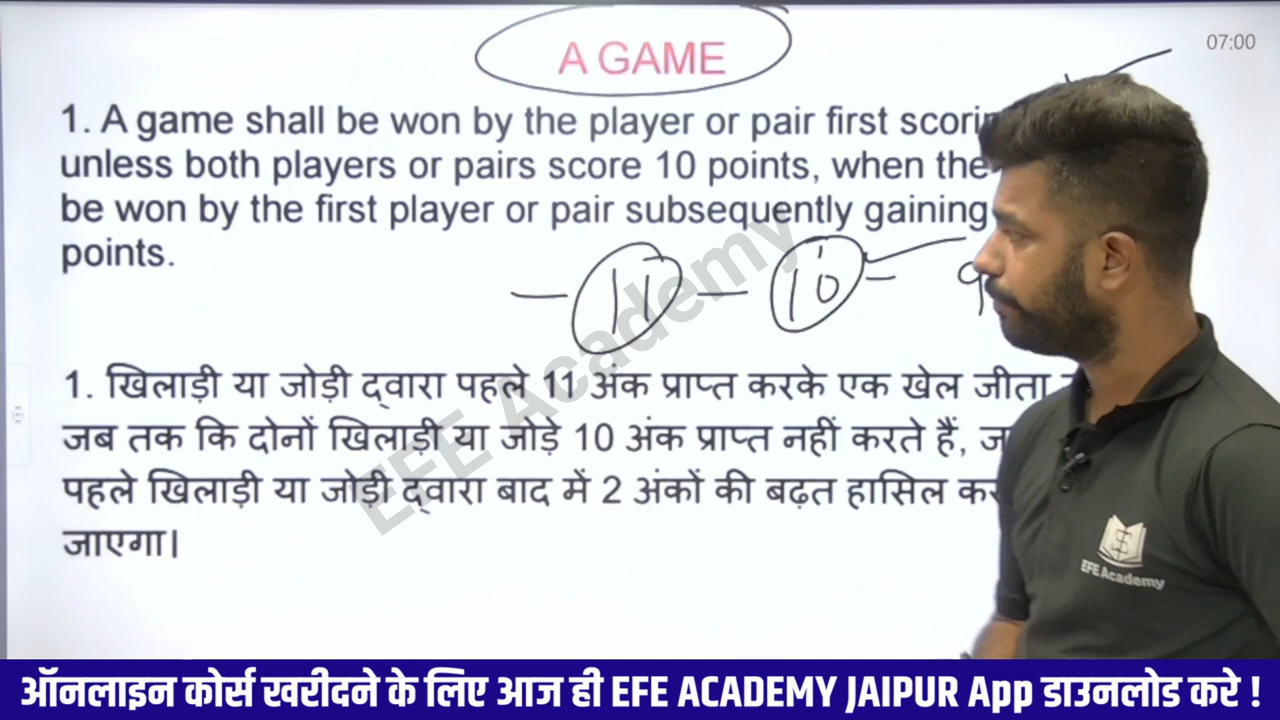 A GAME
07:00
1. A game shall be won by the player or pair first
unless both players or pairs score 10 points, when the
be won by the first player or pair subsequently gaining
points.
— 11 — 10 = 9
1. खिलाड़ी या जोड़ी द्वारा पहले 11 अंक प्राप्त करके एक खेल जीता
जब तक कि दोनों खिलाड़ी या जोड़े 10 अंक प्राप्त नहीं करते हैं,
पहले खिलाड़ी या जोड़ी द्वारा बाद में 2 अंकों की बढ़त हासिल
जाएगा।
EFE Academy
EFE Academy
ऑनलाइन कोर्स खरीदने के लिए आज ही EFE ACADEMY JAIPUR App डाउनलोड करे !